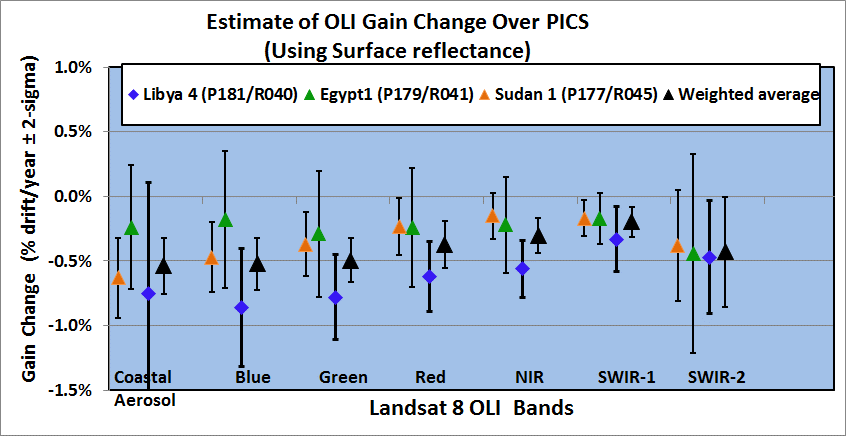 Estimate of OLI Gain Change Over PICS
(Using Surface reflectance)
Gain Change (% drift/year ± 2-sigma)
1.0%
0.5%
0.0%
-0.5%
-1.0%
-1.5%
Libya 4 (P181/R040) Egypt1 (P179/R041) Sudan 1 (P177/R045) Weighted average
Coastal Aerosol Blue Green Red NIR SWIR-1 SWIR-2
Landsat 8 OLI Bands